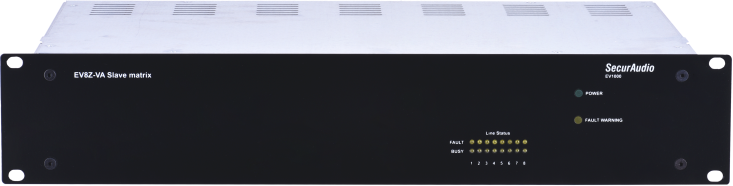 EV8Z-VA Slave matrix
SecurAudio
EV1000
POWER
FAULT WARNING
Line Status
FAULT
BUSY
1 2 3 4 5 6 7 8